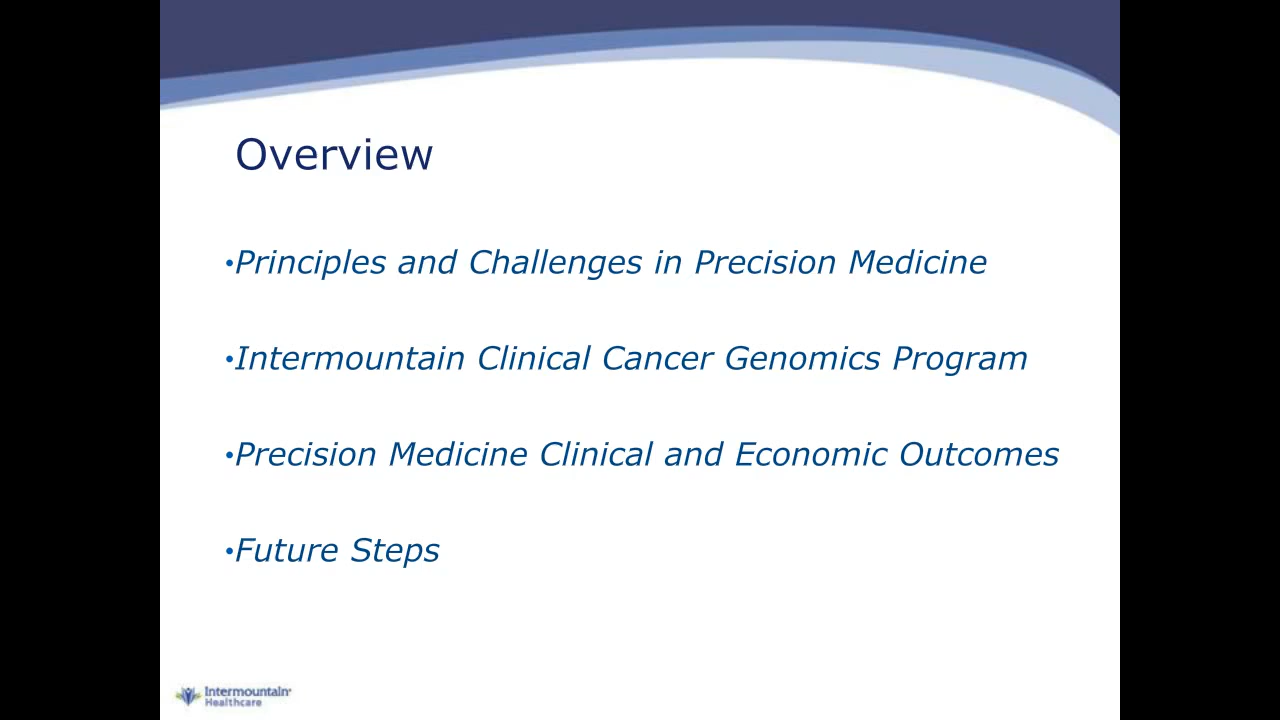 Overview
•Principles and Challenges in Precision Medicine
•Intermountain Clinical Cancer Genomics Program
•Precision Medicine Clinical and Economic Outcomes
•Future Steps
Intermountain®
Healthcare